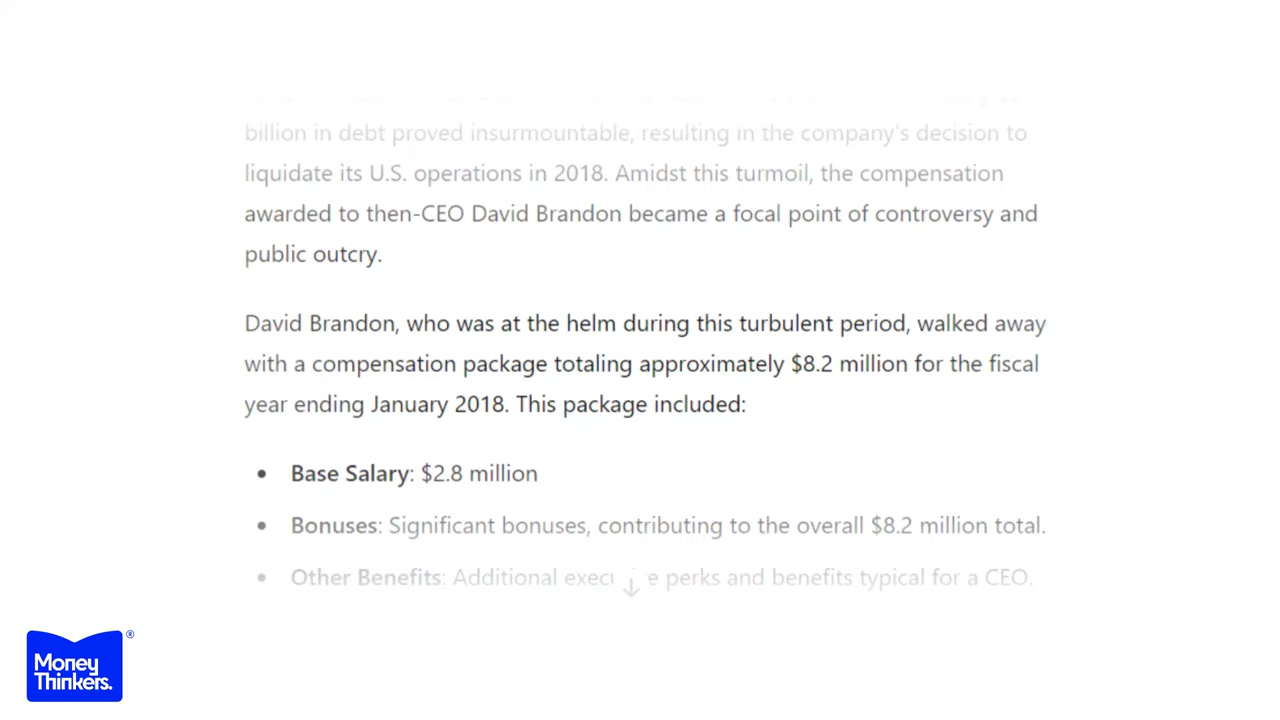 billion in debt proved insurmountable, resulting in the company's decision to
liquidate its U.S. operations in 2018. Amidst this turmoil, the compensation
awarded to then-CEO David Brandon became a focal point of controversy and
public outcry.
David Brandon, who was at the helm during this turbulent period, walked away
with a compensation package totaling approximately $8.2 million for the fiscal
year ending January 2018. This package included:
• Base Salary: $2.8 million
• Bonuses: Significant bonuses, contributing to the overall $8.2 million total.
• Other Benefits: Additional perks and benefits typical for a CEO.
Money
Thinkers.
®